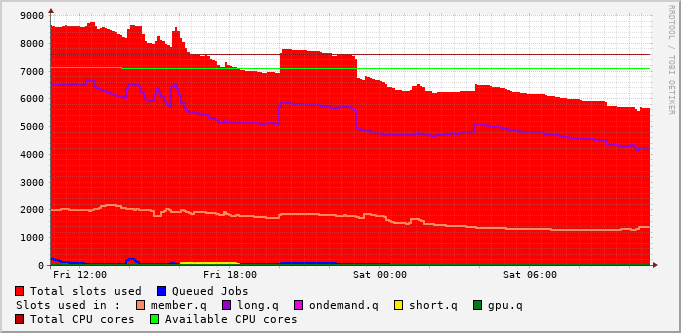 9000
8000
7000
6000
5000
4000
3000
2000
1000
0
Fri 12:00 Fri 18:00 Sat 00:00 Sat 06:00
RRDTOOL / TOBI OETIKER
Total slots used Queued Jobs
Slots used in : member.q long.q ondemand.q short.q gpu.q
Total CPU cores Available CPU cores